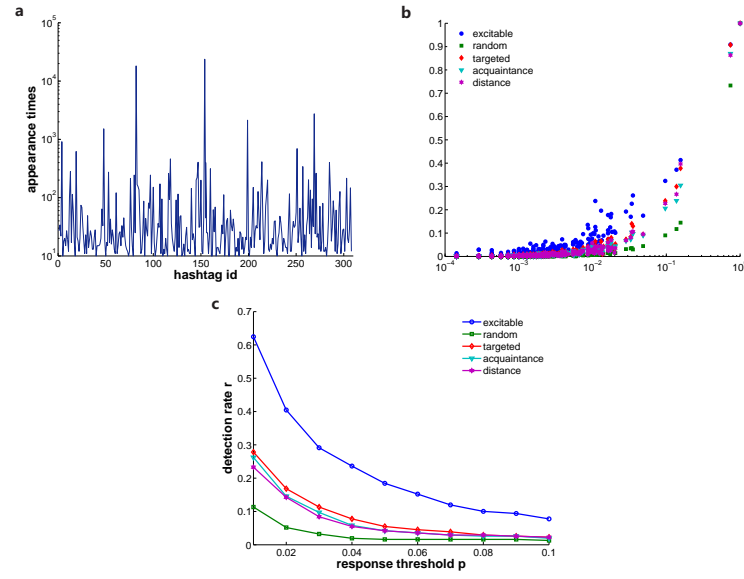 a
appearance times
10^5
10^4
10^3
10^2
10^1
0 50 100 150 200 250 300
hashtag id
b
excitable
random
targeted
acquaintance
distance
1
0.9
0.8
0.7
0.6
0.5
0.4
0.3
0.2
0.1
0
10^-4 10^-3 10^-2 10^-1 10^0
c
detection rate r
excitable
random
targeted
acquaintance
distance
0.7
0.6
0.5
0.4
0.3
0.2
0.1
0
0.02 0.04 0.06 0.08 0.1
response threshold p